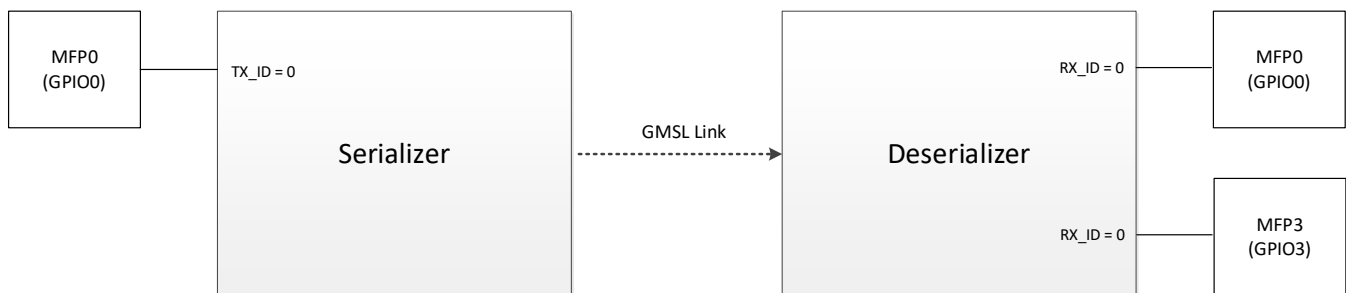 MFP0
(GPIO0)
TX_ID = 0
Serializer
GMSL Link
RX_ID = 0
Deserializer
RX_ID = 0
MFP0
(GPIO0)
MFP3
(GPIO3)